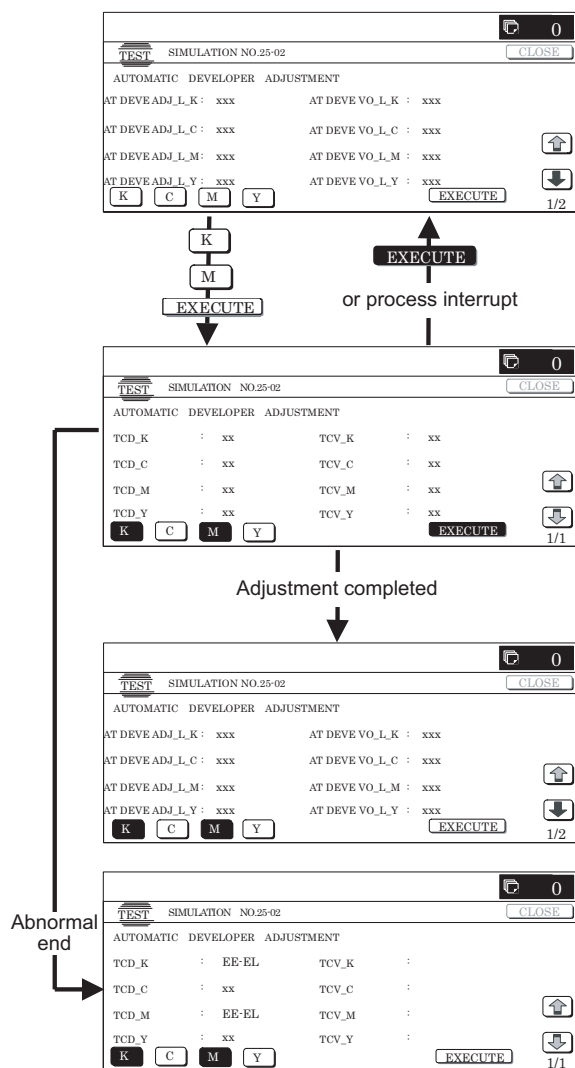 0
TEST SIMULATION NO.25-02 CLOSE
AUTOMATIC DEVELOPER ADJUSTMENT
AT DEVE ADJ_L_K : xxx AT DEVE VO_L_K : xxx
AT DEVE ADJ_L_C : xxx AT DEVE VO_L_C : xxx
AT DEVE ADJ_L_M : xxx AT DEVE VO_L_M : xxx
AT DEVE ADJ_L_Y : xxx AT DEVE VO_L_Y : xxx
K C M Y EXECUTE 1/2
K
M
EXECUTE
EXECUTE
or process interrupt
0
TEST SIMULATION NO.25-02 CLOSE
AUTOMATIC DEVELOPER ADJUSTMENT
TCD_K : xx TCV_K : xx
TCD_C : xx TCV_C : xx
TCD_M : xx TCV_M : xx
TCD_Y : xx TCV_Y : xx
K C M Y EXECUTE 1/1
Adjustment completed
0
TEST SIMULATION NO.25-02 CLOSE
AUTOMATIC DEVELOPER ADJUSTMENT
AT DEVE ADJ_L_K : xxx AT DEVE VO_L_K : xxx
AT DEVE ADJ_L_C : xxx AT DEVE VO_L_C : xxx
AT DEVE ADJ_L_M : xxx AT DEVE VO_L_M : xxx
AT DEVE ADJ_L_Y : xxx AT DEVE VO_L_Y : xxx
K C M Y EXECUTE 1/2
Abnormal
end
0
TEST SIMULATION NO.25-02 CLOSE
AUTOMATIC DEVELOPER ADJUSTMENT
TCD_K : EE-EL TCV_K :
TCD_C : xx TCV_C :
TCD_M : EE-EL TCV_M :
TCD_Y : xx TCV_Y :
K C M Y EXECUTE 1/1